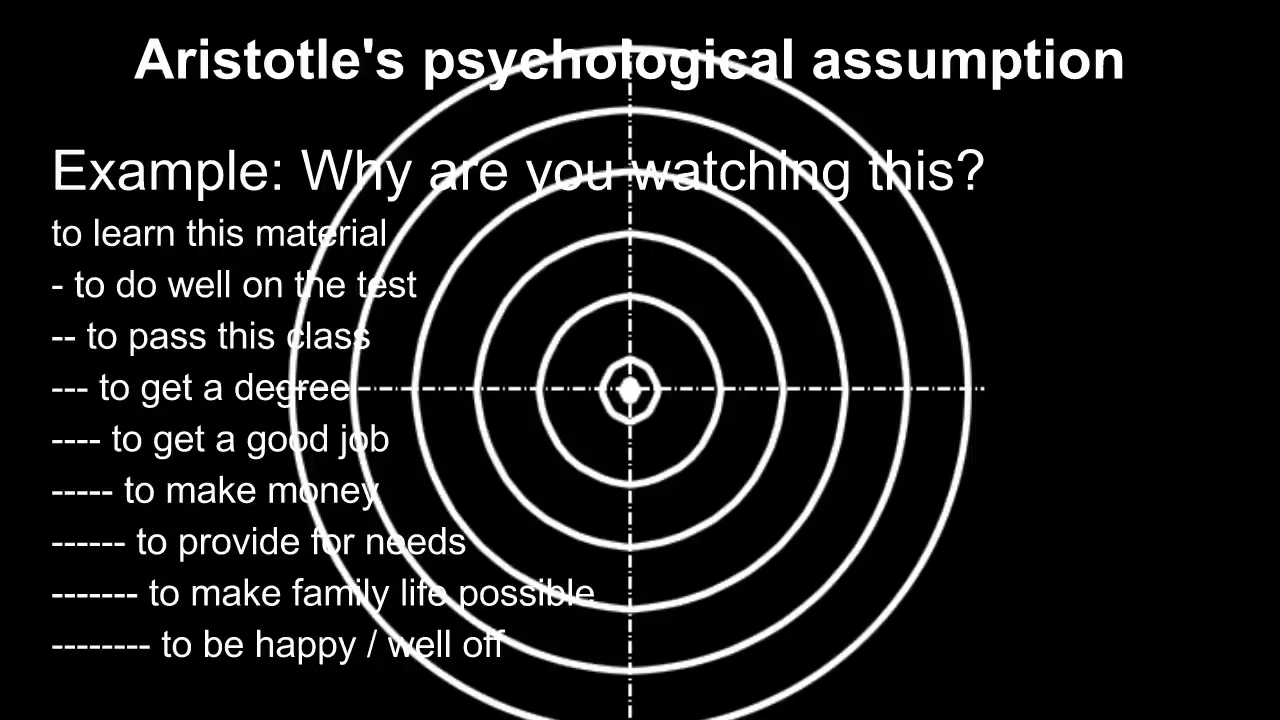 Aristotle's psychological assumption
Example: Why are you watching this?
to learn this material
- to do well on the test
-- to pass this class
--- to get a degree
---- to get a good job
----- to make money
------ to provide for needs
------- to make family life possible
-------- to be happy / well off